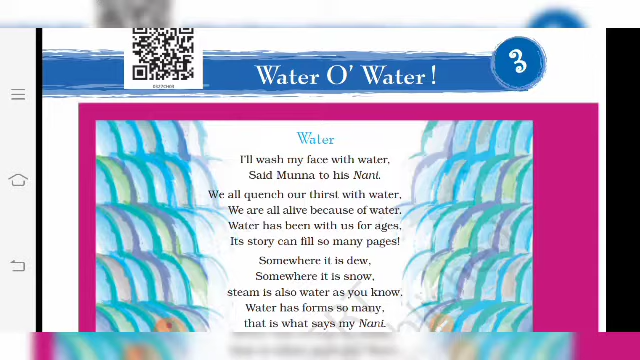 0327CH03
3
Water O' Water !
Water
I'll wash my face with water,
Said Munna to his Nani.
We all quench our thirst with water,
We are all alive because of water.
Water has been with us for ages,
Its story can fill so many pages!
Somewhere it is dew,
Somewhere it is snow,
steam is also water as you know.
Water has forms so many,
that is what says my Nani.